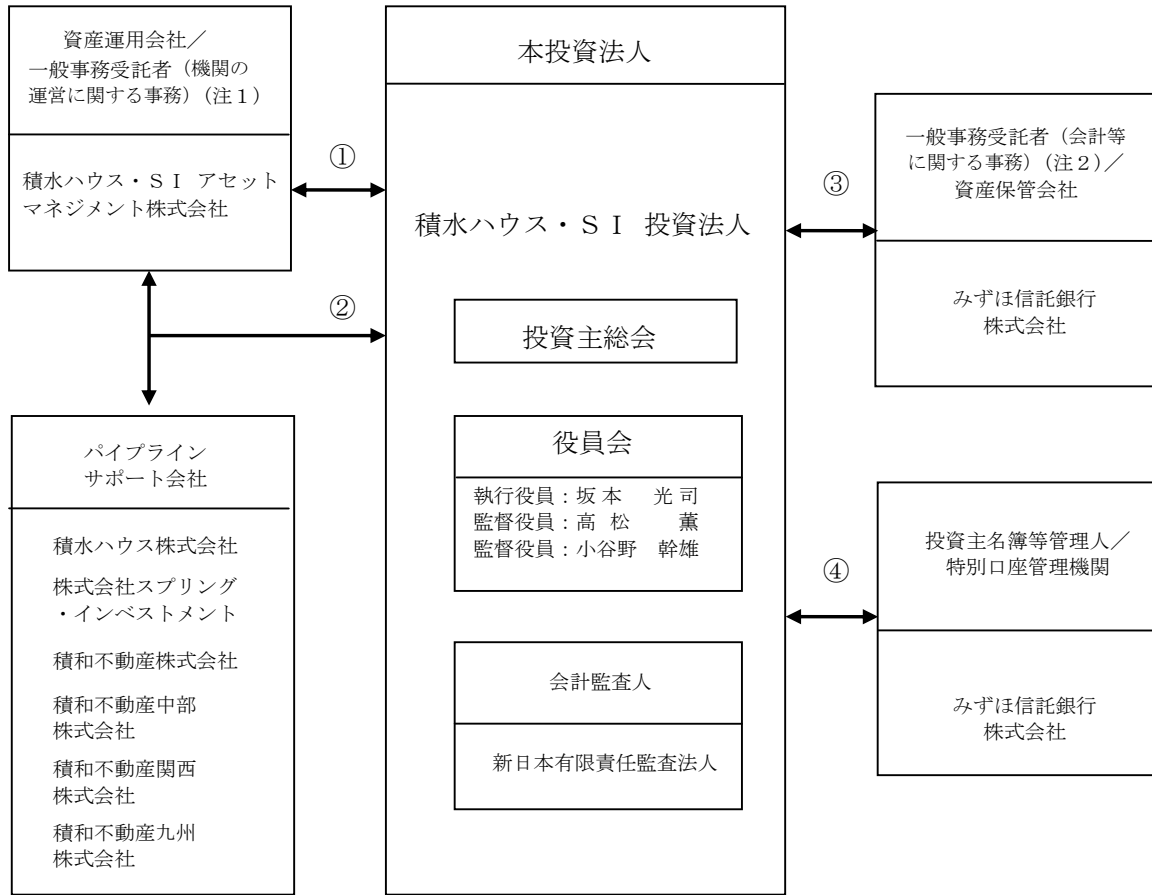 資産運用会社/
一般事務受託者(機関の
運営に関する事務)(注1)
積水ハウス・SI アセット
マネジメント株式会社
①
②
パイプライン
サポート会社
積水ハウス株式会社
株式会社スプリング
・インベストメント
積和不動産株式会社
積和不動産中部
株式会社
積和不動産関西
株式会社
積和不動産九州
株式会社
本投資法人
積水ハウス・SI 投資法人
投資主総会
役員会
執行役員:坂本 光司
監督役員:高松 薫
監督役員:小谷野 幹雄
会計監査人
新日本有限責任監査法人
③
一般事務受託者(会計等
に関する事務)(注2)/
資産保管会社
みずほ信託銀行
株式会社
④
投資主名簿等管理人/
特別口座管理機関
みずほ信託銀行
株式会社